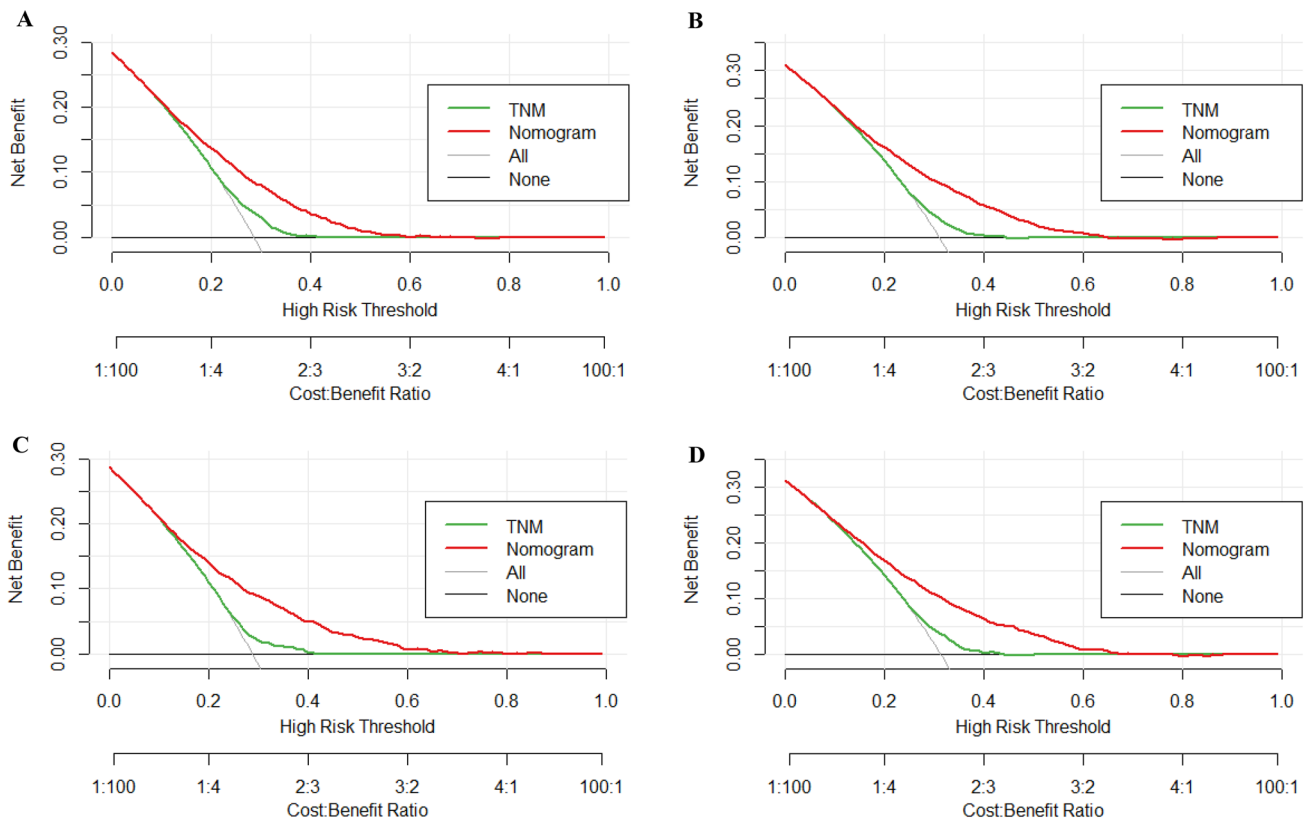 A
Net Benefit
0.30
0.20
0.10
0.00
TNM
Nomogram
All
None
0.0 0.2 0.4 0.6 0.8 1.0
High Risk Threshold
1:100 1:4 2:3 3:2 4:1 100:1
Cost:Benefit Ratio
B
Net Benefit
0.30
0.20
0.10
0.00
TNM
Nomogram
All
None
0.0 0.2 0.4 0.6 0.8 1.0
High Risk Threshold
1:100 1:4 2:3 3:2 4:1 100:1
Cost:Benefit Ratio
C
Net Benefit
0.30
0.20
0.10
0.00
TNM
Nomogram
All
None
0.0 0.2 0.4 0.6 0.8 1.0
High Risk Threshold
1:100 1:4 2:3 3:2 4:1 100:1
Cost:Benefit Ratio
D
Net Benefit
0.30
0.20
0.10
0.00
TNM
Nomogram
All
None
0.0 0.2 0.4 0.6 0.8 1.0
High Risk Threshold
1:100 1:4 2:3 3:2 4:1 100:1
Cost:Benefit Ratio